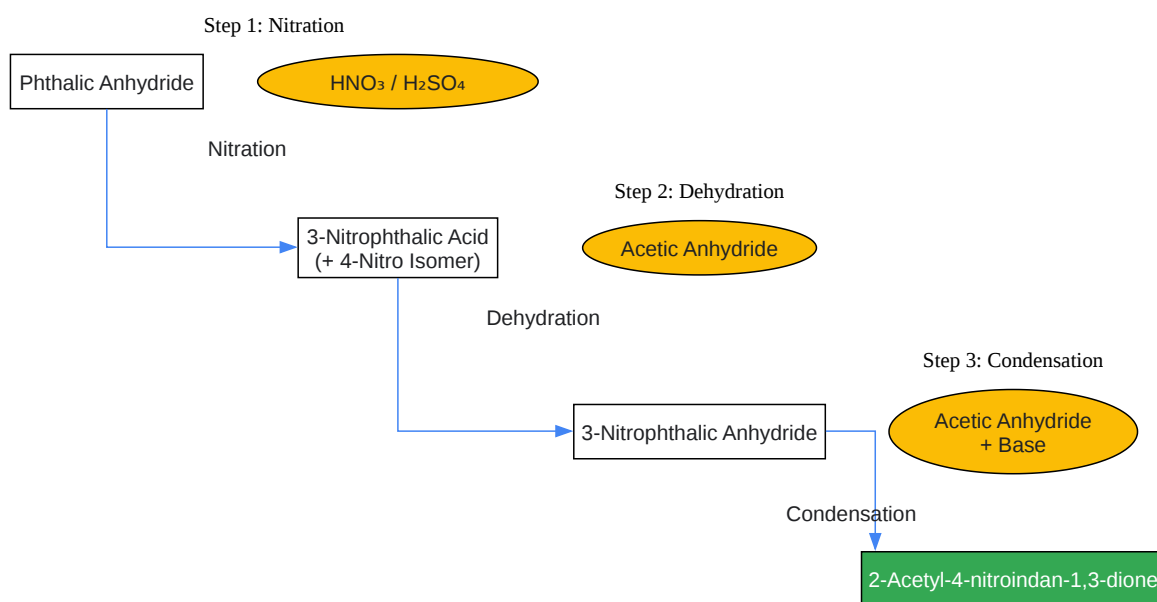 Step 1: Nitration
Phthalic Anhydride
HNO₃ / H₂SO₄
Nitration
Step 2: Dehydration
3-Nitrophthalic Acid
(+ 4-Nitro Isomer)
Acetic Anhydride
Dehydration
Step 3: Condensation
3-Nitrophthalic Anhydride
Acetic Anhydride
+ Base
Condensation
2-Acetyl-4-nitroindan-1,3-dione